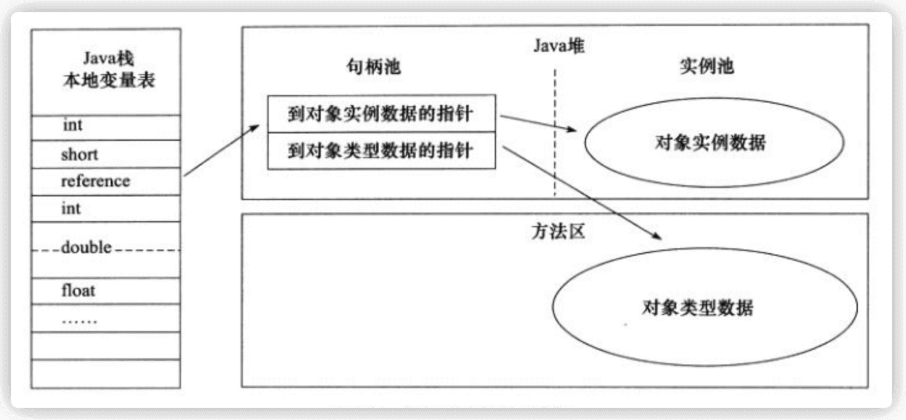 Java栈
本地变量表
int
short
reference
int
double
float
……
Java堆
句柄池
实例池
到对象实例数据的指针
到对象类型数据的指针
对象实例数据
方法区
对象类型数据